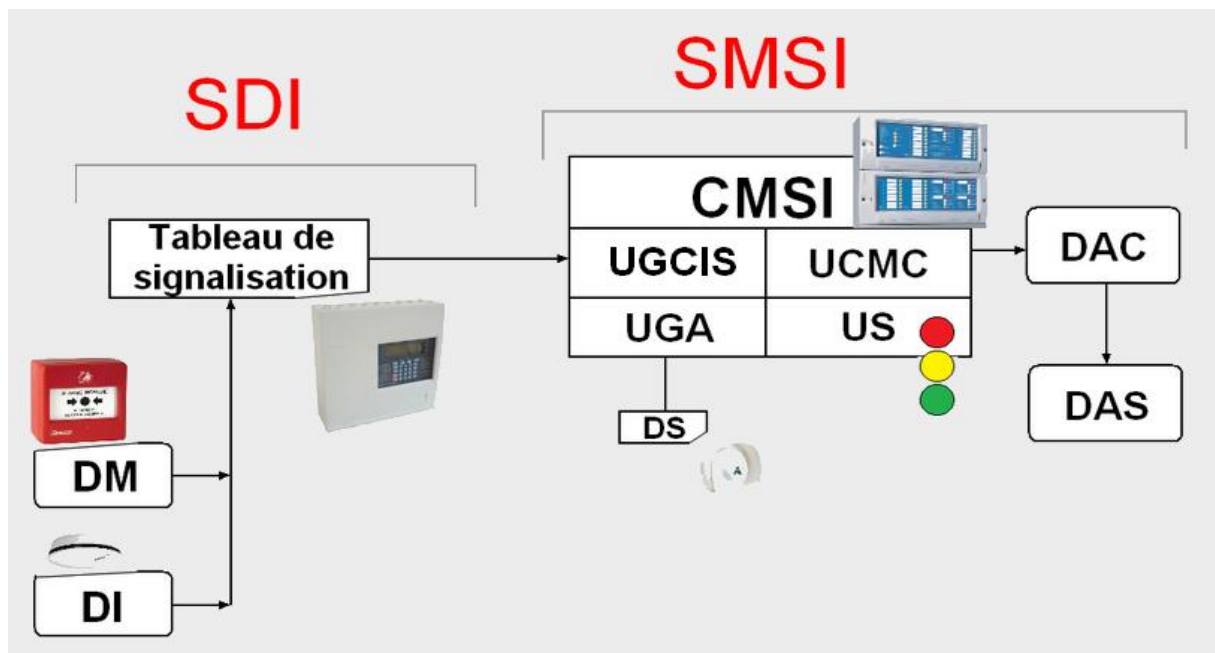 SDI
SMSI
CMSI
Tableau de
signalisation
UGCIS
UCMC
DAC
UGA
US
DS
DAS
DM
DI
A